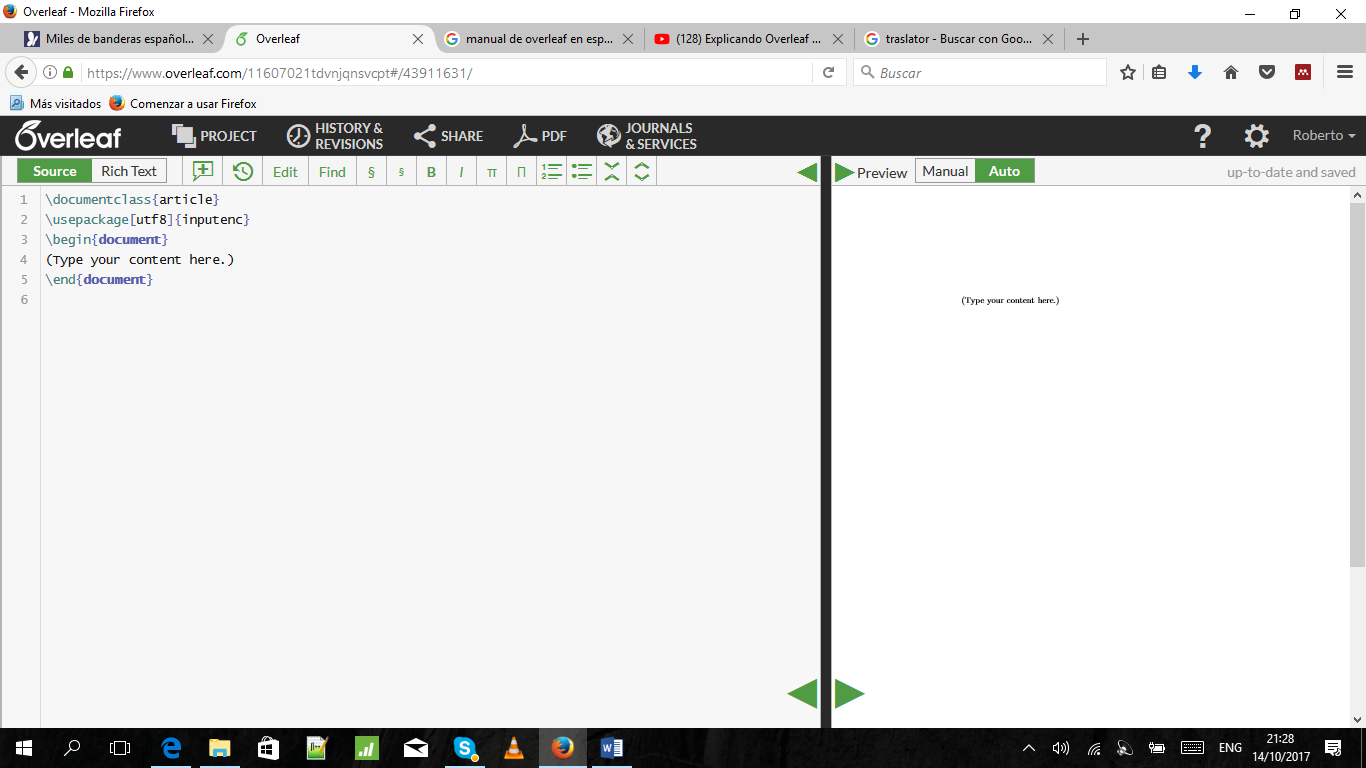 Overleaf - Mozilla Firefox
Miles de banderas español...
Overleaf
manual de overleaf en esp...
(128) Explicando Overleaf ...
traslator - Buscar con Goo...
https://www.overleaf.com/11607021tdvnjqnsvcpt#/43911631/
Buscar
Más visitados
Comenzar a usar Firefox
Overleaf
PROJECT
HISTORY &
REVISIONS
SHARE
PDF
JOURNALS
& SERVICES
?
Roberto
Source
Rich Text
Edit
Find
§
§
B
I
π
Π
Preview
Manual
Auto
up-to-date and saved
1 \documentclass{article}
2 \usepackage[utf8]{inputenc}
3 \begin{document}
4 (Type your content here.)
5 \end{document}
6
(Type your content here.)
ENG
21:28
14/10/2017